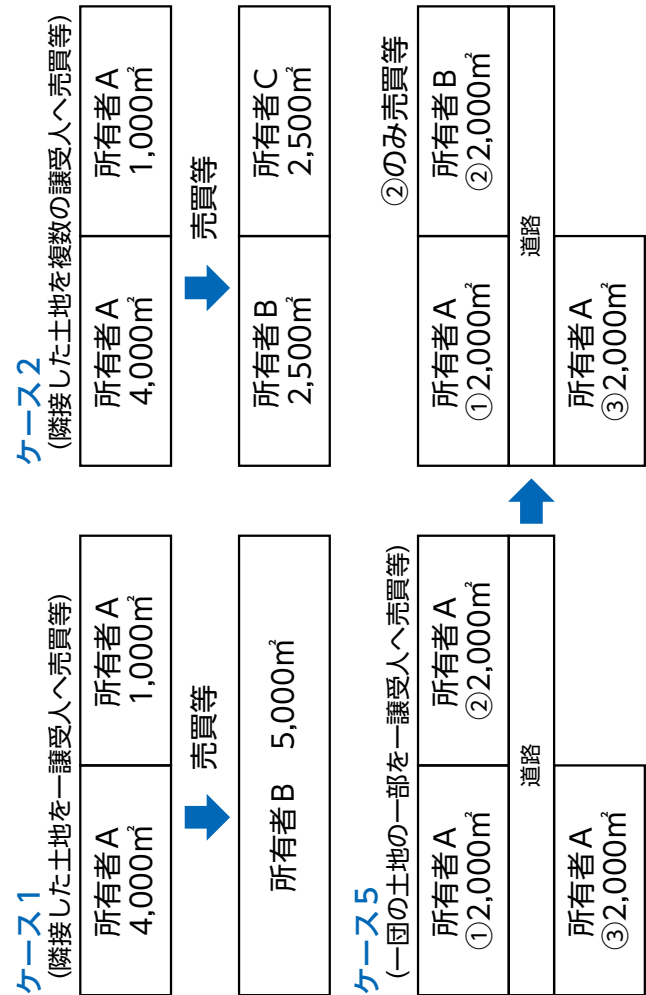 ケース1
(隣接した土地を一譲受人へ売買等)
所有者A
4,000㎡
所有者A
1,000㎡
売買等
所有者B 5,000㎡
ケース2
(隣接した土地を複数の譲受人へ売買等)
所有者A
4,000㎡
所有者A
1,000㎡
売買等
所有者B
2,500㎡
所有者C
2,500㎡
ケース5
(一団の土地の一部を一譲受人へ売買等)
所有者A
①2,000㎡
所有者A
②2,000㎡
道路
所有者A
③2,000㎡
②のみ売買等
所有者A
①2,000㎡
所有者B
②2,000㎡
道路
所有者A
③2,000㎡